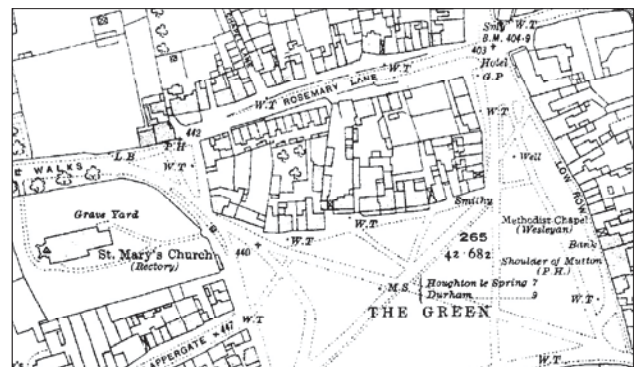 Smy
W.T
B.M. 404·9
403
Hotel
G.P
W.T
ROSEMARY LANE
W.T
W.T
442
P.H
L.B.
WALKS
W.T
Well
LOW ROW
Grave Yard
St. Mary's Church
(Rectory)
Smithy
Methodist Chapel
(Wesleyan)
Bank
265
42·682
440
W.T
W.T
Shoulder of Mutton
(P.H.)
M.S.
Houghton le Spring 7
Durham 9
W.T
THE GREEN
W.T
APPERGATE
447
W.T